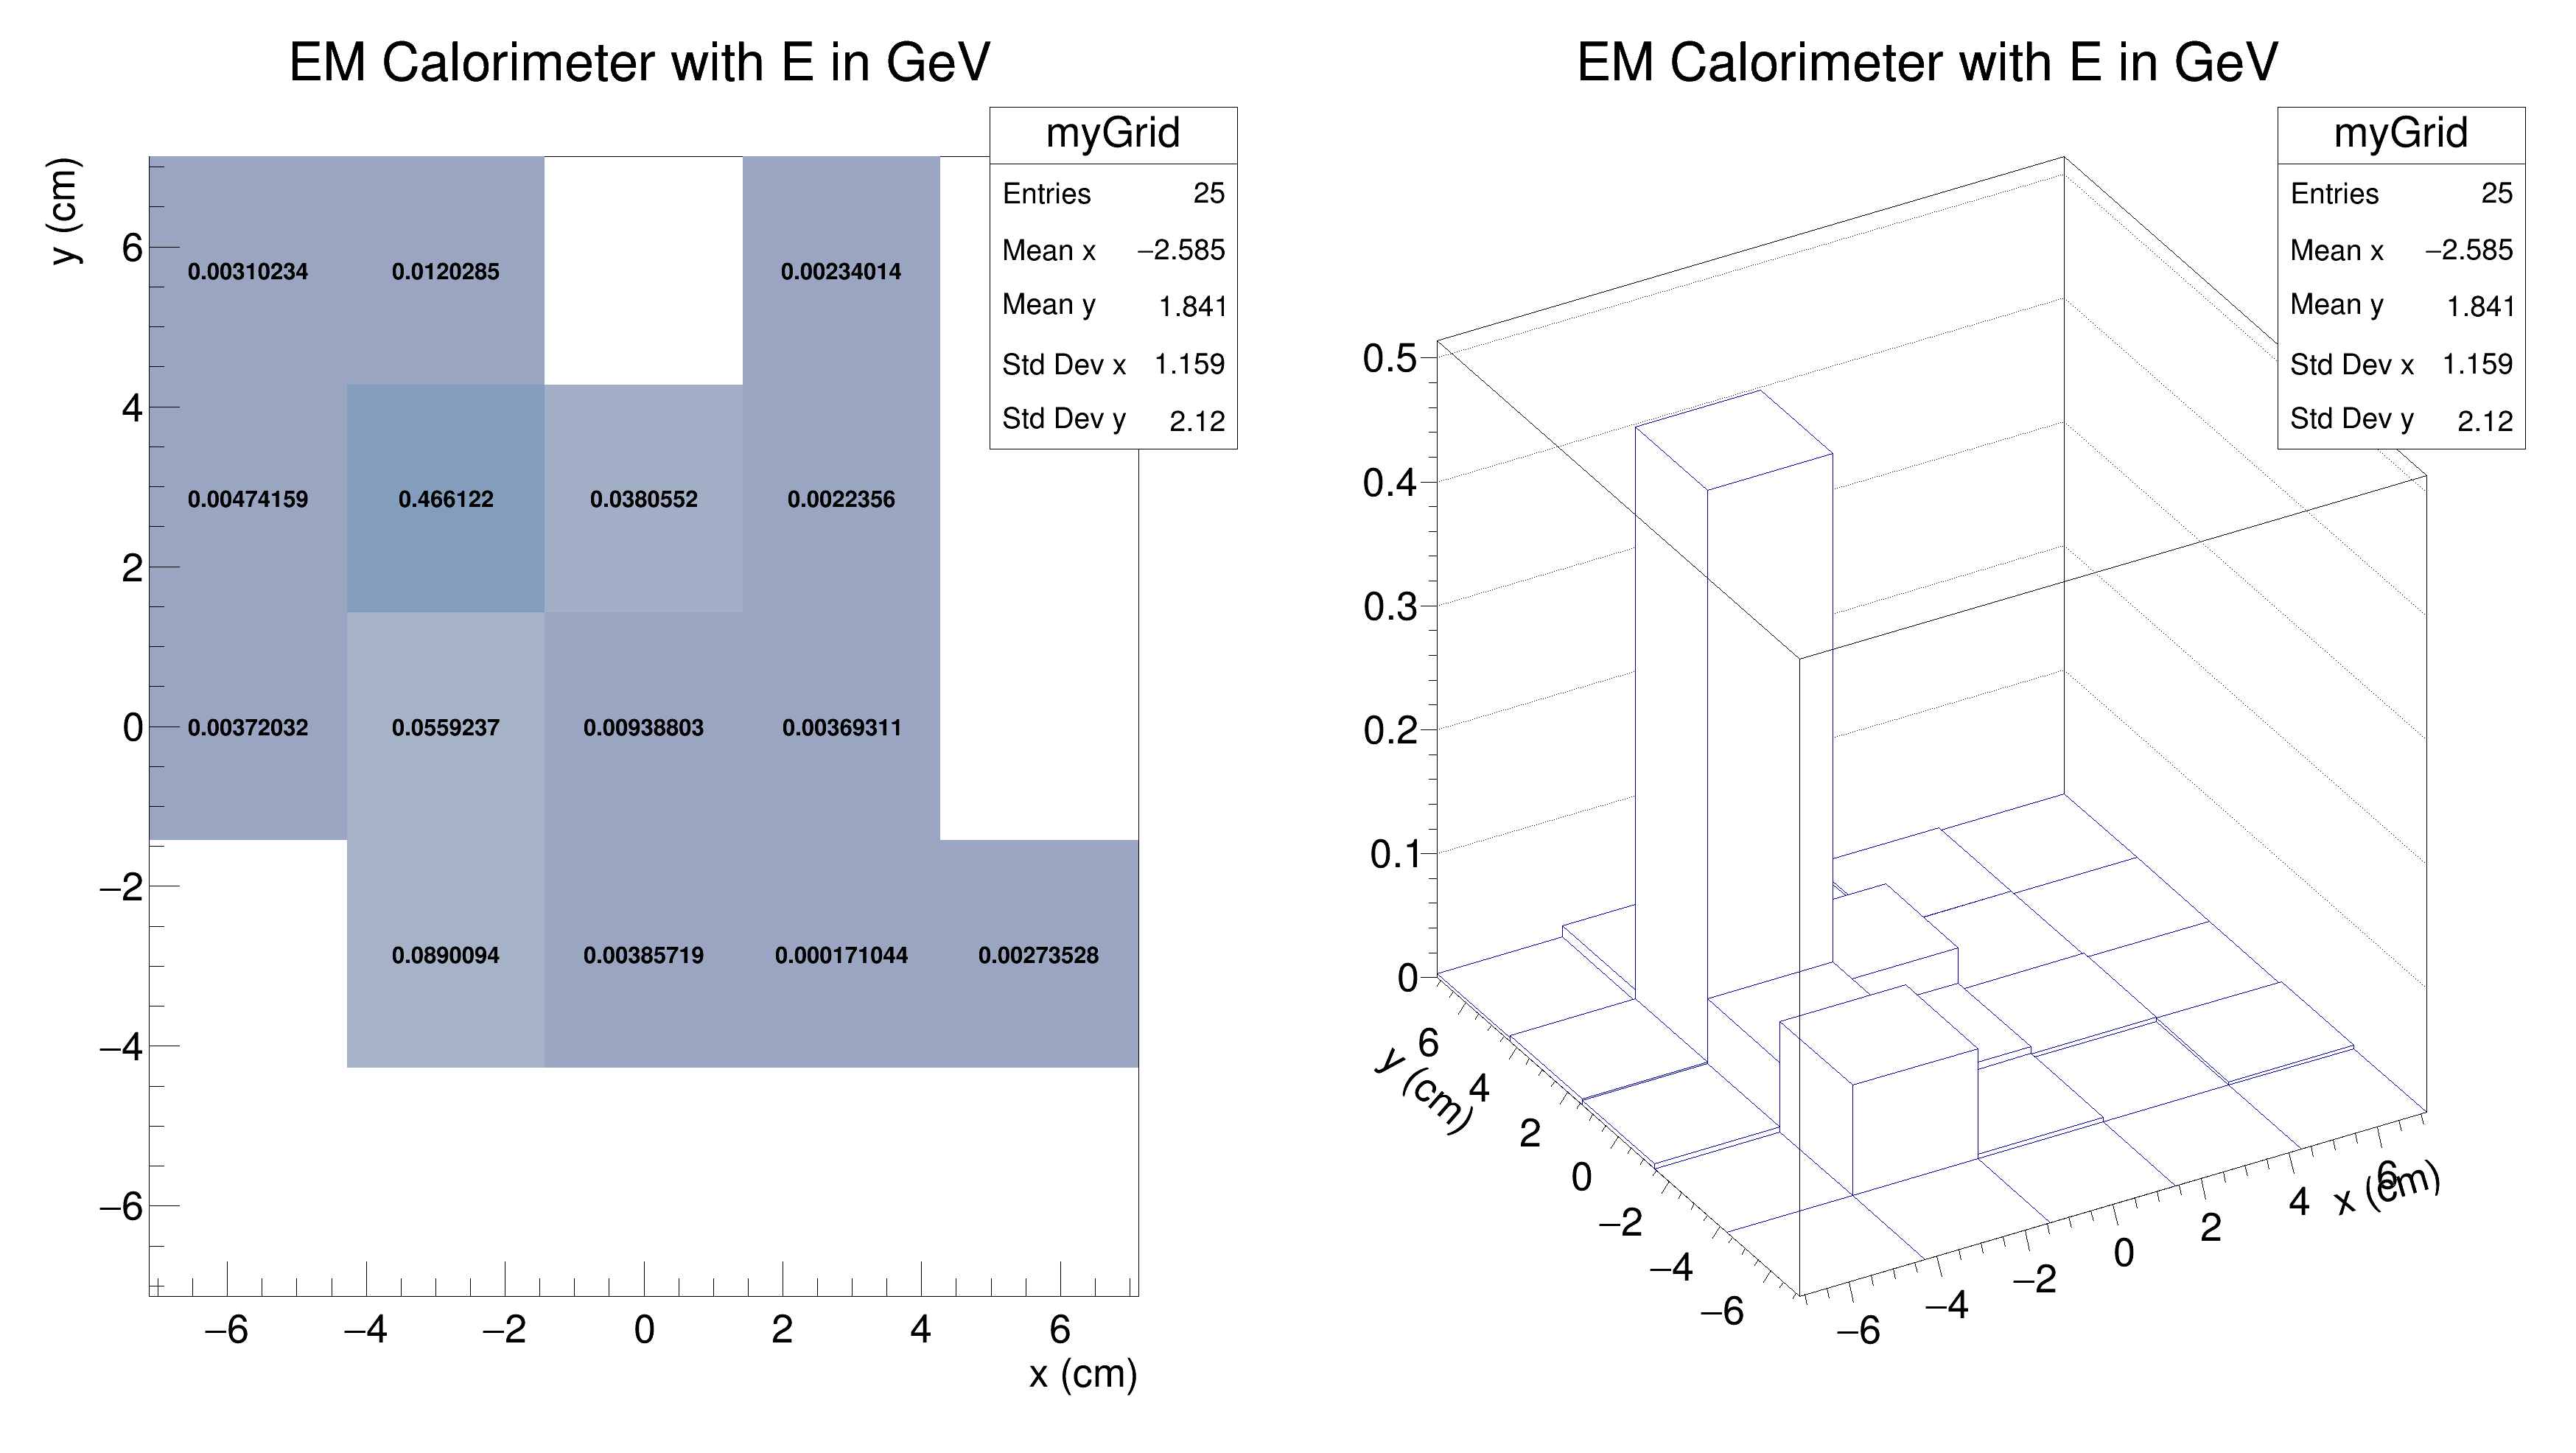 EM Calorimeter with E in GeV
myGrid
Entries 25
Mean x −2.585
Mean y 1.841
Std Dev x 1.159
Std Dev y 2.12
y (cm)
6
4
2
0
−2
−4
−6
0.00310234 0.0120285 0.00234014
0.00474159 0.466122 0.0380552 0.0022356
0.00372032 0.0559237 0.00938803 0.00369311
0.0890094 0.00385719 0.000171044 0.00273528
−6 −4 −2 0 2 4 6
x (cm)
EM Calorimeter with E in GeV
myGrid
Entries 25
Mean x −2.585
Mean y 1.841
Std Dev x 1.159
Std Dev y 2.12
0.5
0.4
0.3
0.2
0.1
0
y (cm)
6
4
2
0
−2
−4
−6
−6 −4 −2 0 2 4 6
x (cm)